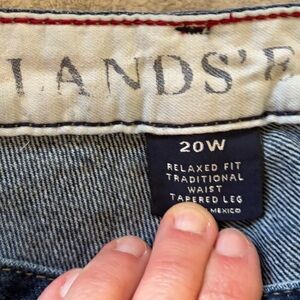 LANDS'E
20W
RELAXED FIT
TRADITIONAL
WAIST
TAPERED LEG
MEXICO